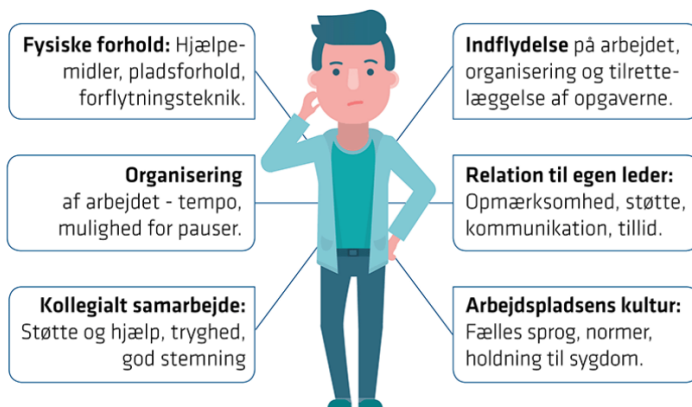 Fysiske forhold: Hjælpe-
midler, pladsforhold,
forflytningsteknik.
Organisering
af arbejdet - tempo,
mulighed for pauser.
Kollegialt samarbejde:
Støtte og hjælp, tryghed,
god stemning
Indflydelse på arbejdet,
organisering og tilrette-
læggelse af opgaverne.
Relation til egen leder:
Opmærksomhed, støtte,
kommunikation, tillid.
Arbejdspladsens kultur:
Fælles sprog, normer,
holdning til sygdom.